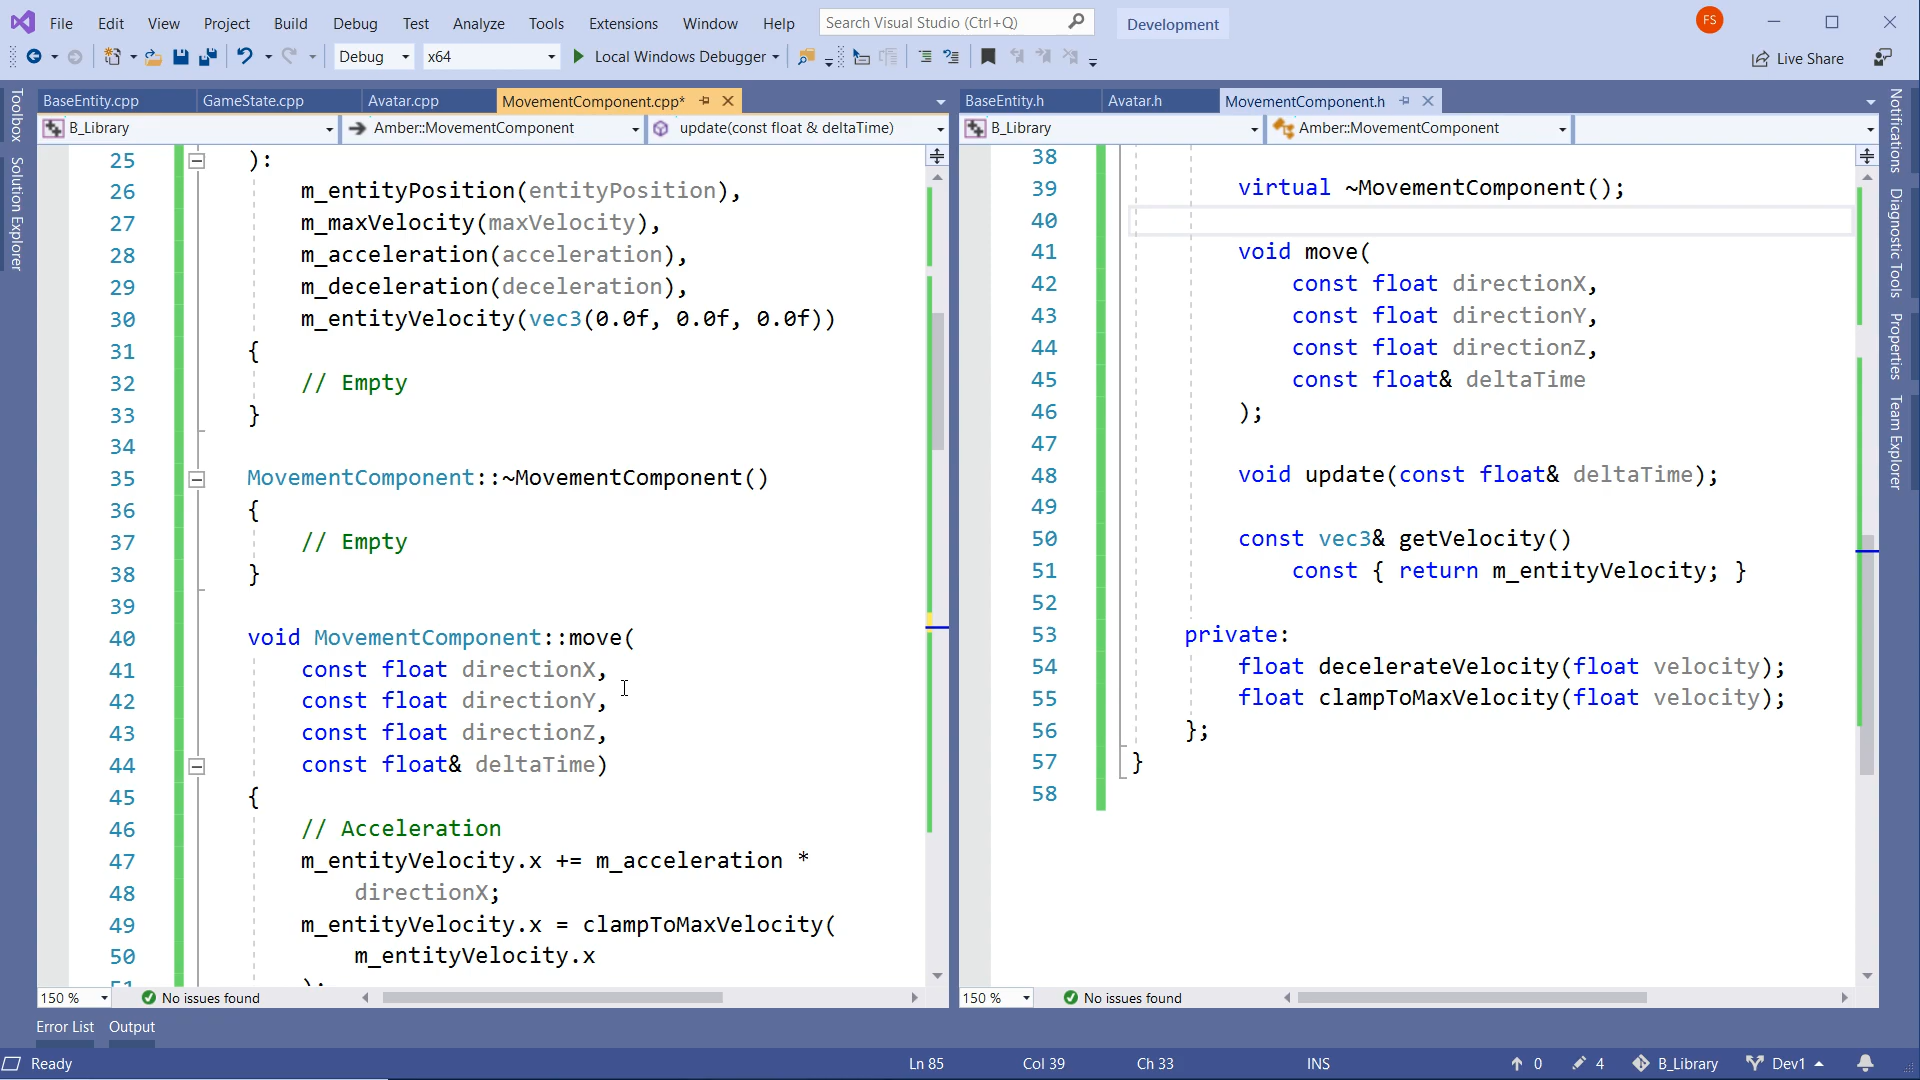 File Edit View Project Build Debug Test Analyze Tools Extensions Window Help Search Visual Studio (Ctrl+Q) Development FS
Debug x64 Local Windows Debugger Live Share
BaseEntity.cpp GameState.cpp Avatar.cpp MovementComponent.cpp*
B_Library Amber::MovementComponent update(const float & deltaTime)
25 ):
26 m_entityPosition(entityPosition),
27 m_maxVelocity(maxVelocity),
28 m_acceleration(acceleration),
29 m_deceleration(deceleration),
30 m_entityVelocity(vec3(0.0f, 0.0f, 0.0f))
31 {
32 // Empty
33 }
34
35 MovementComponent::~MovementComponent()
36 {
37 // Empty
38 }
39
40 void MovementComponent::move(
41 const float directionX,
42 const float directionY,
43 const float directionZ,
44 const float& deltaTime)
45 {
46 // Acceleration
47 m_entityVelocity.x += m_acceleration *
48 directionX;
49 m_entityVelocity.x = clampToMaxVelocity(
50 m_entityVelocity.x
51 );
150 % No issues found
BaseEntity.h Avatar.h MovementComponent.h
B_Library Amber::MovementComponent
38
39 virtual ~MovementComponent();
40
41 void move(
42 const float directionX,
43 const float directionY,
44 const float directionZ,
45 const float& deltaTime
46 );
47
48 void update(const float& deltaTime);
49
50 const vec3& getVelocity()
51 const { return m_entityVelocity; }
52
53 private:
54 float decelerateVelocity(float velocity);
55 float clampToMaxVelocity(float velocity);
56 };
57 }
58
150 % No issues found
Toolbox
Solution Explorer
Notifications
Diagnostic Tools
Properties
Team Explorer
Error List Output
Ready Ln 85 Col 39 Ch 33 INS 0 4 B_Library Dev1